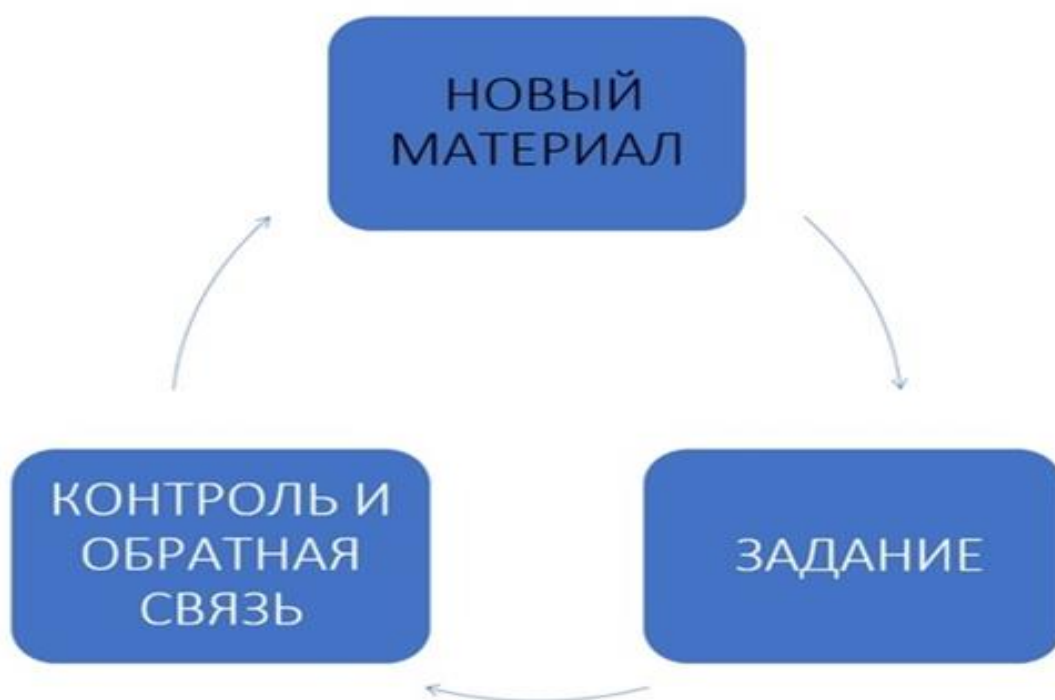 НОВЫЙ
МАТЕРИАЛ
КОНТРОЛЬ И
ОБРАТНАЯ
СВЯЗЬ
ЗАДАНИЕ